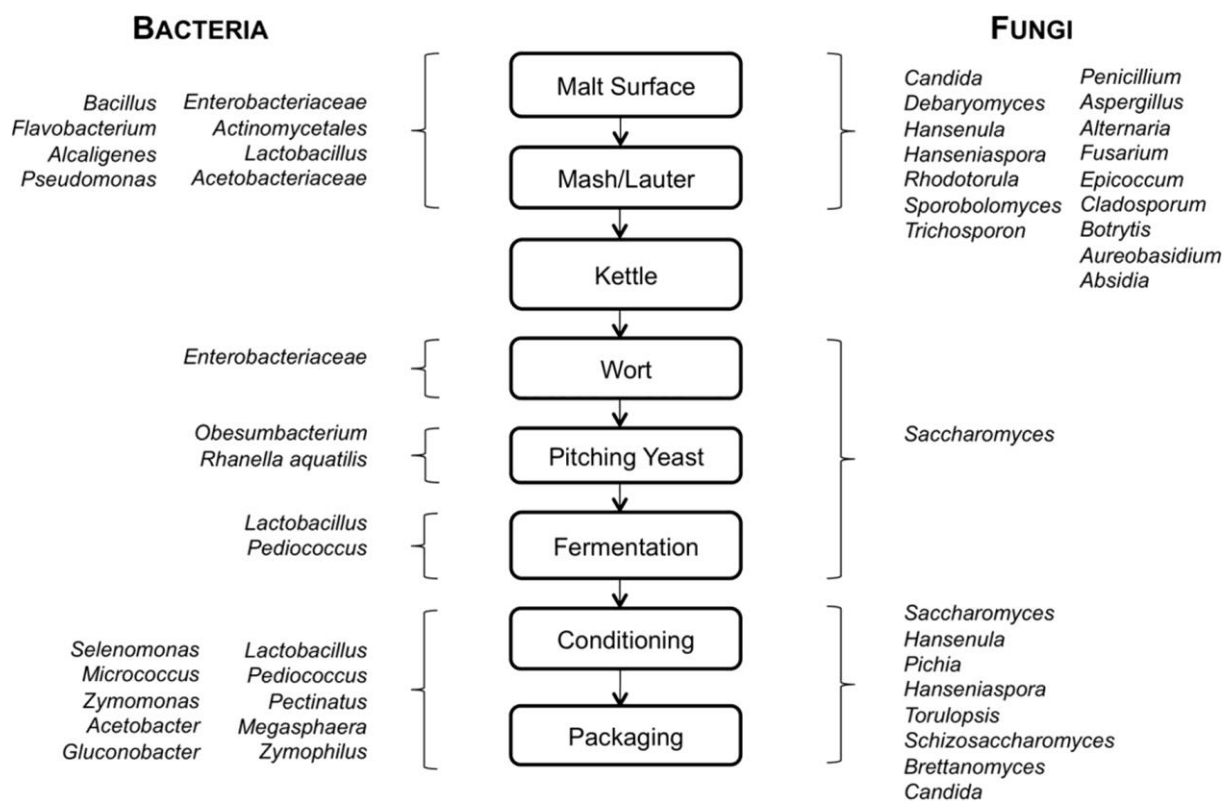 BACTERIA
FUNGI
Malt Surface
Mash/Lauter
Kettle
Wort
Pitching Yeast
Fermentation
Conditioning
Packaging
Bacillus Enterobacteriaceae
Flavobacterium Actinomycetales
Alcaligenes Lactobacillus
Pseudomonas Acetobacteriaceae
Enterobacteriaceae
Obesumbacterium
Rhanella aquatilis
Lactobacillus
Pediococcus
Selenomonas Lactobacillus
Micrococcus Pediococcus
Zymomonas Pectinatus
Acetobacter Megasphaera
Gluconobacter Zymophilus
Candida Penicillium
Debaryomyces Aspergillus
Hansenula Alternaria
Hanseniaspora Fusarium
Rhodotorula Epicoccum
Sporobolomyces Cladosporum
Trichosporon Botrytis
Aureobasidium
Absidia
Saccharomyces
Saccharomyces
Hansenula
Pichia
Hanseniaspora
Torulopsis
Schizosaccharomyces
Brettanomyces
Candida